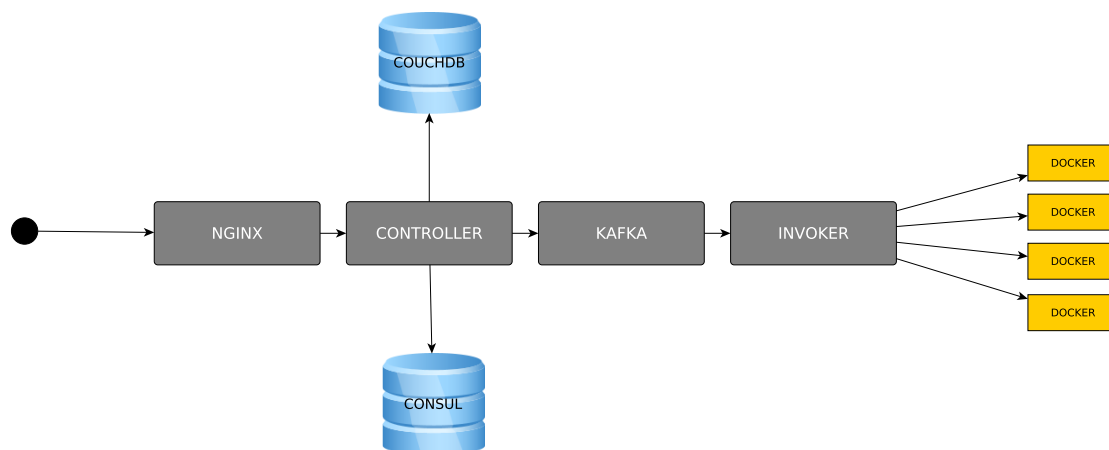 COUCHDB
NGINX
CONTROLLER
KAFKA
INVOKER
DOCKER
DOCKER
DOCKER
DOCKER
CONSUL